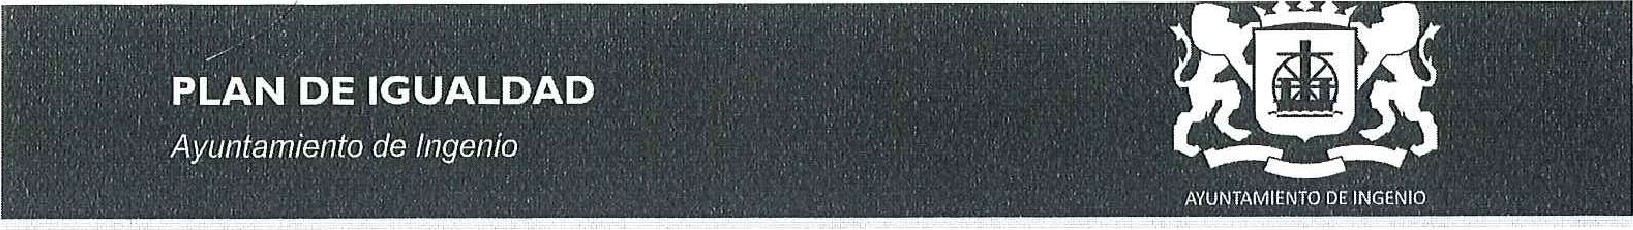 PLAN DE IGUALDAD
Ayuntamiento de Ingenio
AYUNTAMIENTO DE INGENIO